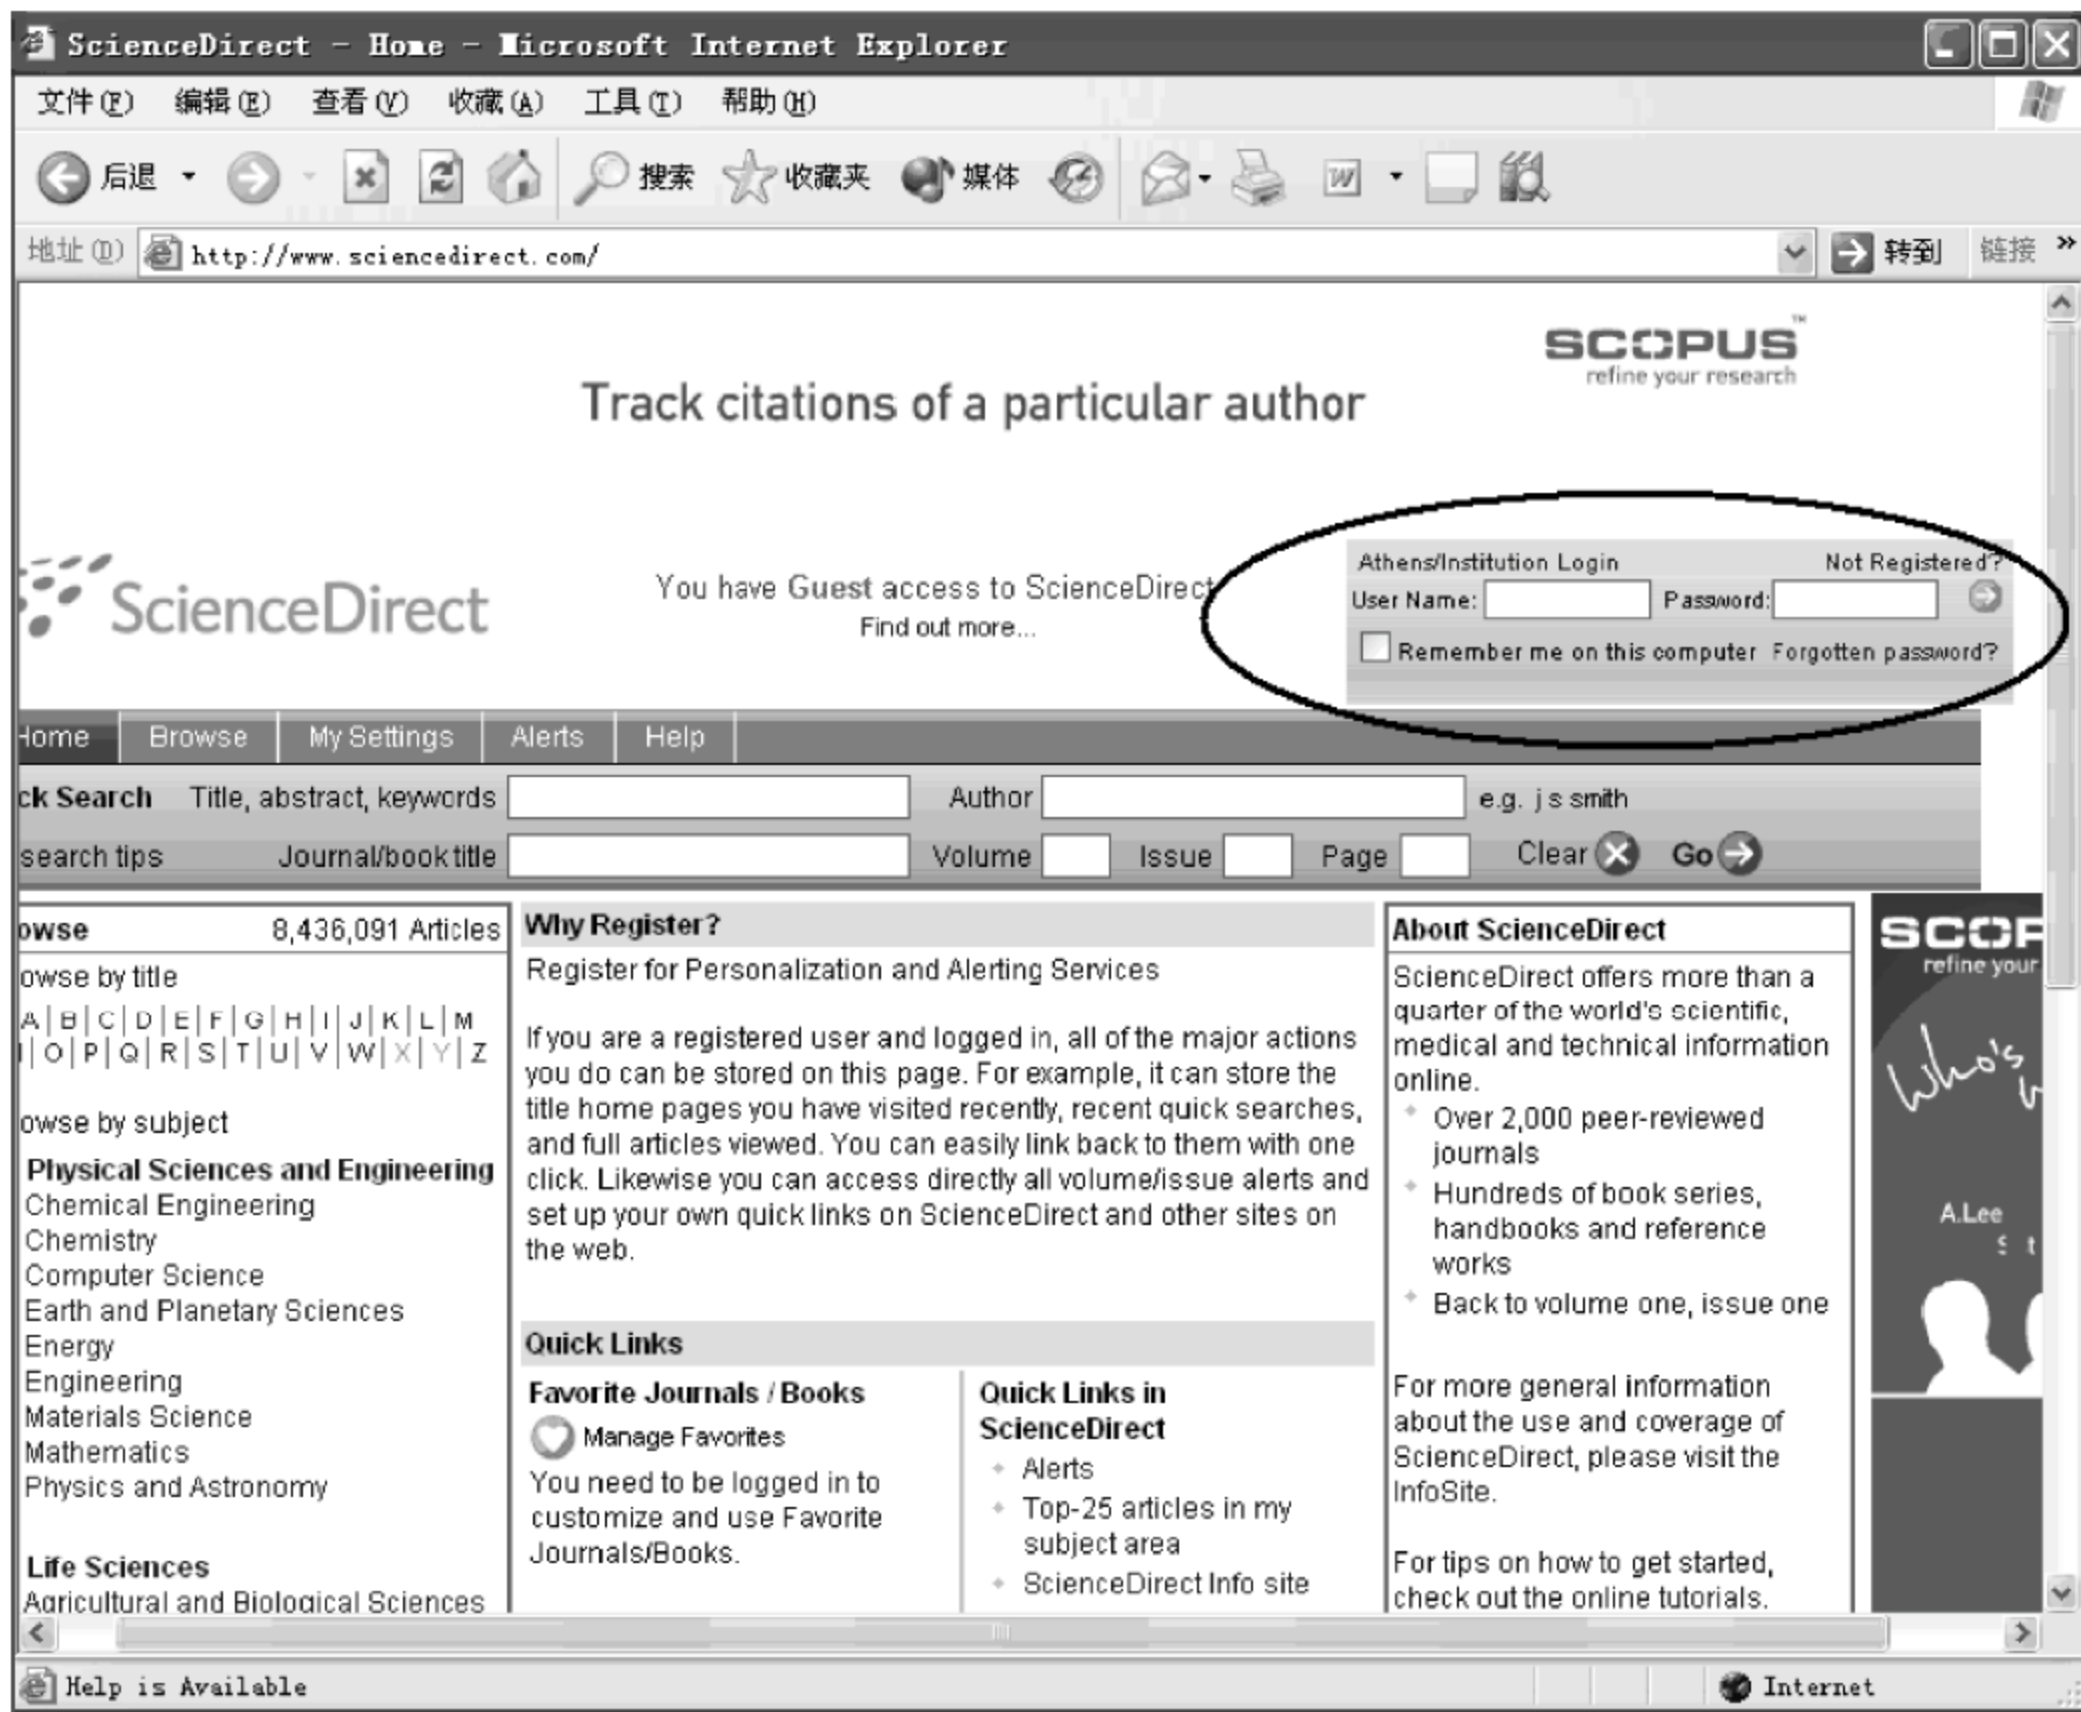 ScienceDirect - Home - Microsoft Internet Explorer
文件(F) 编辑(E) 查看(V) 收藏(A) 工具(T) 帮助(H)
后退 搜索 收藏夹 媒体
地址(D) http://www.sciencedirect.com/ 转到 链接 »
SCOPUS™
refine your research
Track citations of a particular author
ScienceDirect
You have Guest access to ScienceDirect
Find out more...
Athens/Institution Login Not Registered?
User Name: Password:
Remember me on this computer Forgotten password?
Home Browse My Settings Alerts Help
ck Search Title, abstract, keywords Author e.g. j s smith
search tips Journal/book title Volume Issue Page Clear Go
owse 8,436,091 Articles
owse by title
A|B|C|D|E|F|G|H|I|J|K|L|M
|O|P|Q|R|S|T|U|V|W|X|Y|Z
owse by subject
Physical Sciences and Engineering
Chemical Engineering
Chemistry
Computer Science
Earth and Planetary Sciences
Energy
Engineering
Materials Science
Mathematics
Physics and Astronomy
Life Sciences
Agricultural and Biological Sciences
Why Register?
Register for Personalization and Alerting Services
If you are a registered user and logged in, all of the major actions
you do can be stored on this page. For example, it can store the
title home pages you have visited recently, recent quick searches,
and full articles viewed. You can easily link back to them with one
click. Likewise you can access directly all volume/issue alerts and
set up your own quick links on ScienceDirect and other sites on
the web.
Quick Links
Favorite Journals / Books
Manage Favorites
You need to be logged in to
customize and use Favorite
Journals/Books.
Quick Links in
ScienceDirect
Alerts
Top-25 articles in my
subject area
ScienceDirect Info site
About ScienceDirect
ScienceDirect offers more than a
quarter of the world's scientific,
medical and technical information
online.
Over 2,000 peer-reviewed
journals
Hundreds of book series,
handbooks and reference
works
Back to volume one, issue one
For more general information
about the use and coverage of
ScienceDirect, please visit the
InfoSite.
For tips on how to get started,
check out the online tutorials.
SCOP
refine your
Who's
A.Lee
Help is Available Internet